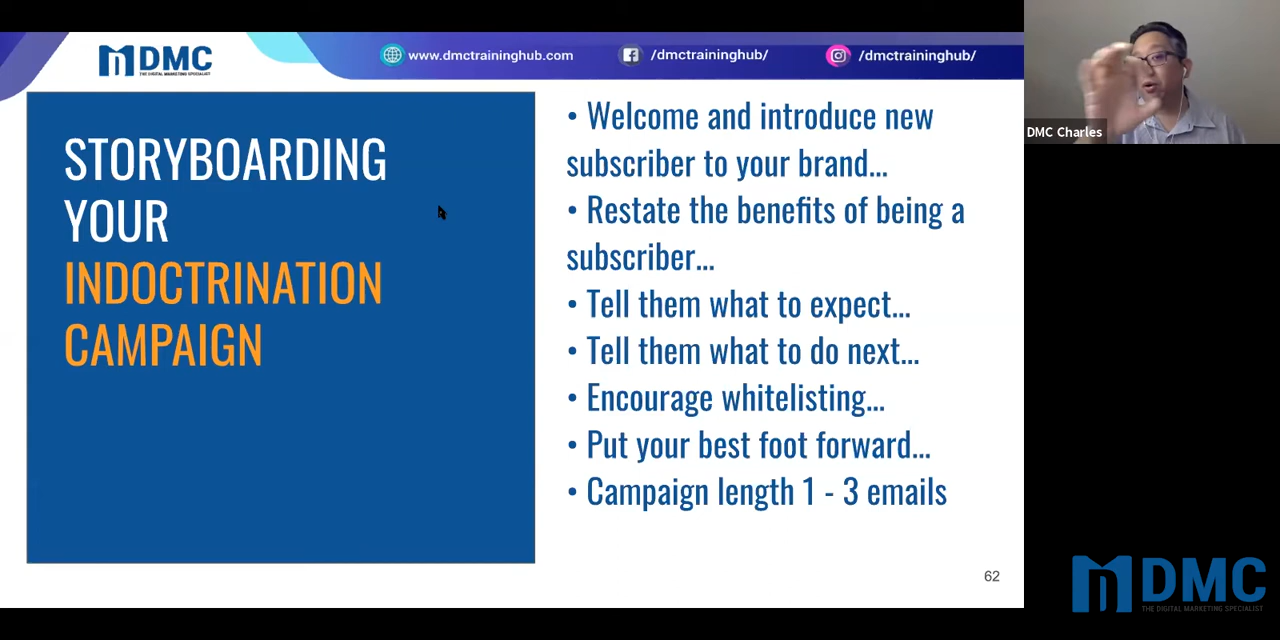 DMC
THE DIGITAL MARKETING SPECIALIST
www.dmctraininghub.com
/dmctraininghub/
/dmctraininghub/
DMC Charles
STORYBOARDING
YOUR
INDOCTRINATION
CAMPAIGN
• Welcome and introduce new
subscriber to your brand...
• Restate the benefits of being a
subscriber...
• Tell them what to expect...
• Tell them what to do next...
• Encourage whitelisting...
• Put your best foot forward...
• Campaign length 1 - 3 emails
62
DMC
THE DIGITAL MARKETING SPECIALIST